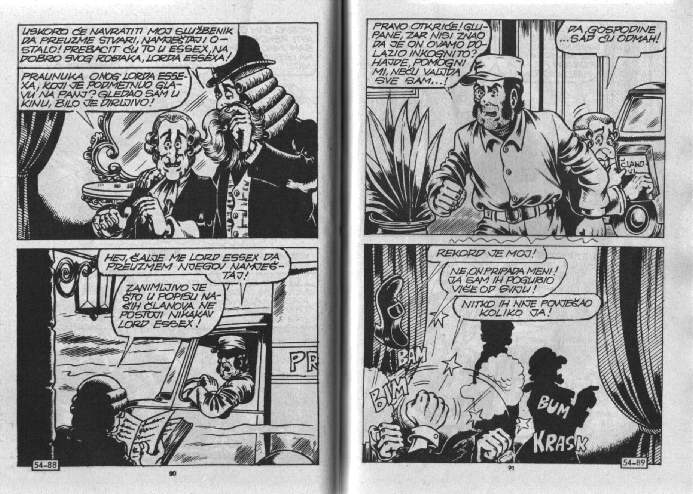 USKORO ĆE NAVRATITI MOJ SLUŽBENIK
DA PREUZME STVARI, NAMJEŠTAJ I O-
STALO! PREBACIT ĆU TO U ESSEX, NA
DOBRO SVOG ROĐAKA, LORDA ESSEXA!
PRAUNUKA ONOG LORDA ESSE-
XA, KOJI JE PODMETNUO GLA-
VU NA PANJ? GLEDAO SAM U
KINU, BILO JE DIRLJIVO!
HEJ, ŠALJE ME LORD ESSEX DA
PREUZMEM NJEGOV NAMJEŠ-
TAJ!
ZANIMLJIVO JE
ŠTO U POPISU NA-
ŠIH ČLANOVA NE
POSTOJI NIKAKAV
LORD ESSEX!
PR
54-88
90
PRAVO OTKRIĆE! GLU-
PANE, ZAR NISI ZNAO
DA JE ON OVAMO DO-
LAZIO INKOGNITO?
HAJDE, POMOGNI
MI, NEĆU VALJDA
SVE SAM...!
DA, GOSPODINE
...SAD ĆU ODMAH!
REKORD JE MOJ!
NE, ON PRIPADA MENI!
JA SAM IH POGUBIO
VIŠE OD SVIJU!
NITKO IH NIJE POVJEŠAO
KOLIKO JA!
BAM
BIM
BUM
KRASK
91
54-89